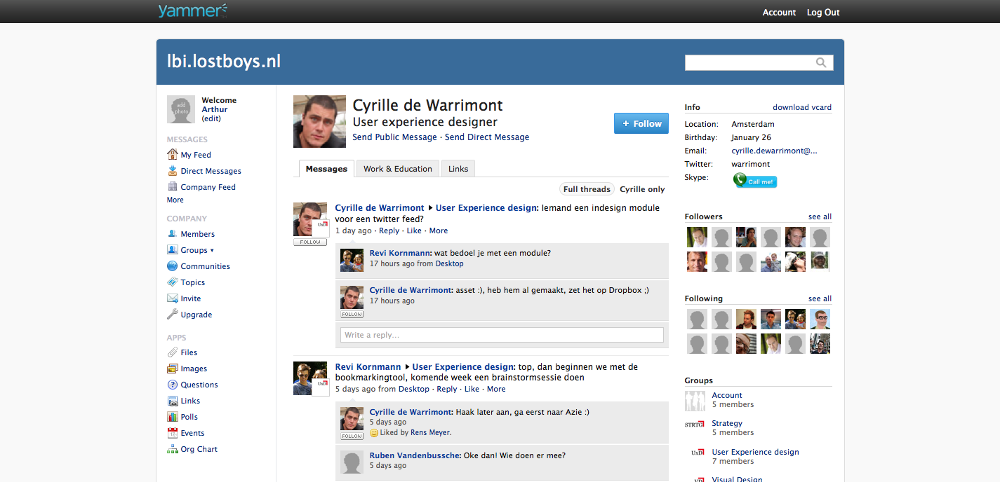 yammer
Account Log Out
lbi.lostboys.nl
add photo
Welcome
Arthur
(edit)
MESSAGES
My Feed
Direct Messages
Company Feed
More
COMPANY
Members
Groups ▾
Communities
Topics
Invite
Upgrade
APPS
Files
Images
Questions
Links
Polls
Events
Org Chart
Cyrille de Warrimont
User experience designer
Send Public Message · Send Direct Message
+ Follow
Messages Work & Education Links
Full threads Cyrille only
Cyrille de Warrimont ▸ User Experience design: Iemand een indesign module
voor een twitter feed?
1 day ago · Reply · Like · More
UxD
FOLLOW
Revi Kornmann: wat bedoel je met een module?
17 hours ago from Desktop
Cyrille de Warrimont: asset :), heb hem al gemaakt, zet het op Dropbox ;)
17 hours ago
FOLLOW
Write a reply...
Revi Kornmann ▸ User Experience design: top, dan beginnen we met de
bookmarkingtool, komende week een brainstormsessie doen
5 days ago from Desktop · Reply · Like · More
UxD
Cyrille de Warrimont: Haak later aan, ga eerst naar Azie :)
5 days ago
Liked by Rens Meyer.
FOLLOW
Ruben Vandenbussche: Oke dan! Wie doen er mee?
5 days ago
Info download vcard
Location: Amsterdam
Birthday: January 26
Email: cyrille.dewarrimont@...
Twitter: warrimont
Skype: Call me!
Followers see all
Following see all
Groups
Account
5 members
STRTG Strategy
5 members
UxD User Experience design
7 members
VD Visual Design